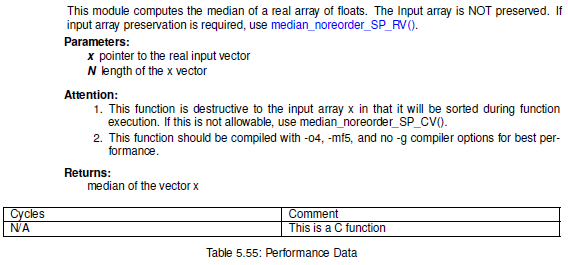 This module computes the median of a real array of floats. The Input array is NOT preserved. If
input array preservation is required, use median_noreorder_SP_RV().
Parameters:
x pointer to the real input vector
N length of the x vector
Attention:
1. This function is destructive to the input array x in that it will be sorted during function
execution. If this is not allowable, use median_noreorder_SP_CV().
2. This function should be compiled with -o4, -mf5, and no -g compiler options for best per-
formance.
Returns:
median of the vector x
Cycles Comment
N/A This is a C function
Table 5.55: Performance Data